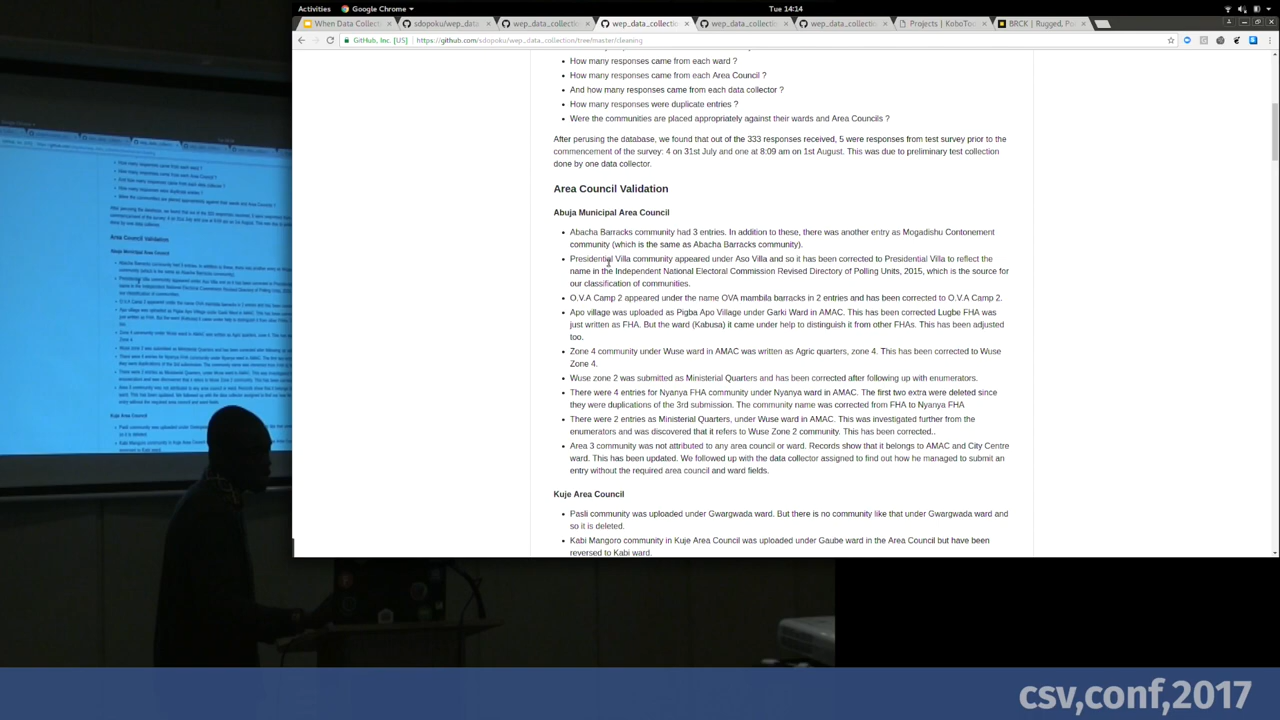 Activities
Google Chrome
Tue 14:14
When Data Collect
sdopoku/wep_data_c
wep_data_collection
wep_data_collectio
wep_data_collection
wep_data_collectio
Projects | KoboToo
BRCK | Rugged, Po
GitHub, Inc. [US]
https://github.com/sdopoku/wep_data_collection/tree/master/cleaning
How many responses came from each ward ?
How many responses came from each Area Council ?
And how many responses came from each data collector ?
How many responses were duplicate entries ?
Were the communities are placed appropriately against their wards and Area Councils ?
After perusing the database, we found that out of the 333 responses received, 5 were responses from test survey prior to the
commencement of the survey: 4 on 31st July and one at 8:09 am on 1st August. This was due to preliminary test collection
done by one data collector.
Area Council Validation
Abuja Municipal Area Council
Abacha Barracks community had 3 entries. In addition to these, there was another entry as Mogadishu Contonement
community (which is the same as Abacha Barracks community).
Presidential Villa community appeared under Aso Villa and so it has been corrected to Presidential Villa to reflect the
name in the Independent National Electoral Commission Revised Directory of Polling Units, 2015, which is the source for
our classification of communities.
O.V.A Camp 2 appeared under the name OVA mambila barracks in 2 entries and has been corrected to O.V.A Camp 2.
Apo village was uploaded as Pigba Apo Village under Garki Ward in AMAC. This has been corrected Lugbe FHA was
just written as FHA. But the ward (Kabusa) it came under help to distinguish it from other FHAs. This has been adjusted
too.
Zone 4 community under Wuse ward in AMAC was written as Agric quarters, zone 4. This has been corrected to Wuse
Zone 4.
Wuse zone 2 was submitted as Ministerial Quarters and has been corrected after following up with enumerators.
There were 4 entries for Nyanya FHA community under Nyanya ward in AMAC. The first two extra were deleted since
they were duplications of the 3rd submission. The community name was corrected from FHA to Nyanya FHA
There were 2 entries as Ministerial Quarters, under Wuse ward in AMAC. This was investigated further from the
enumerators and was discovered that it refers to Wuse Zone 2 community. This has been corrected..
Area 3 community was not attributed to any area council or ward. Records show that it belongs to AMAC and City Centre
ward. This has been updated. We followed up with the data collector assigned to find out how he managed to submit an
entry without the required area council and ward fields.
Kuje Area Council
Pasli community was uploaded under Gwargwada ward. But there is no community like that under Gwargwada ward and
so it is deleted.
Kabi Mangoro community in Kuje Area Council was uploaded under Gaube ward in the Area Council but have been
reversed to Kabi ward.
Area Council Validation
Abuja Municipal Area Council
Kuje Area Council
csv,conf,2017